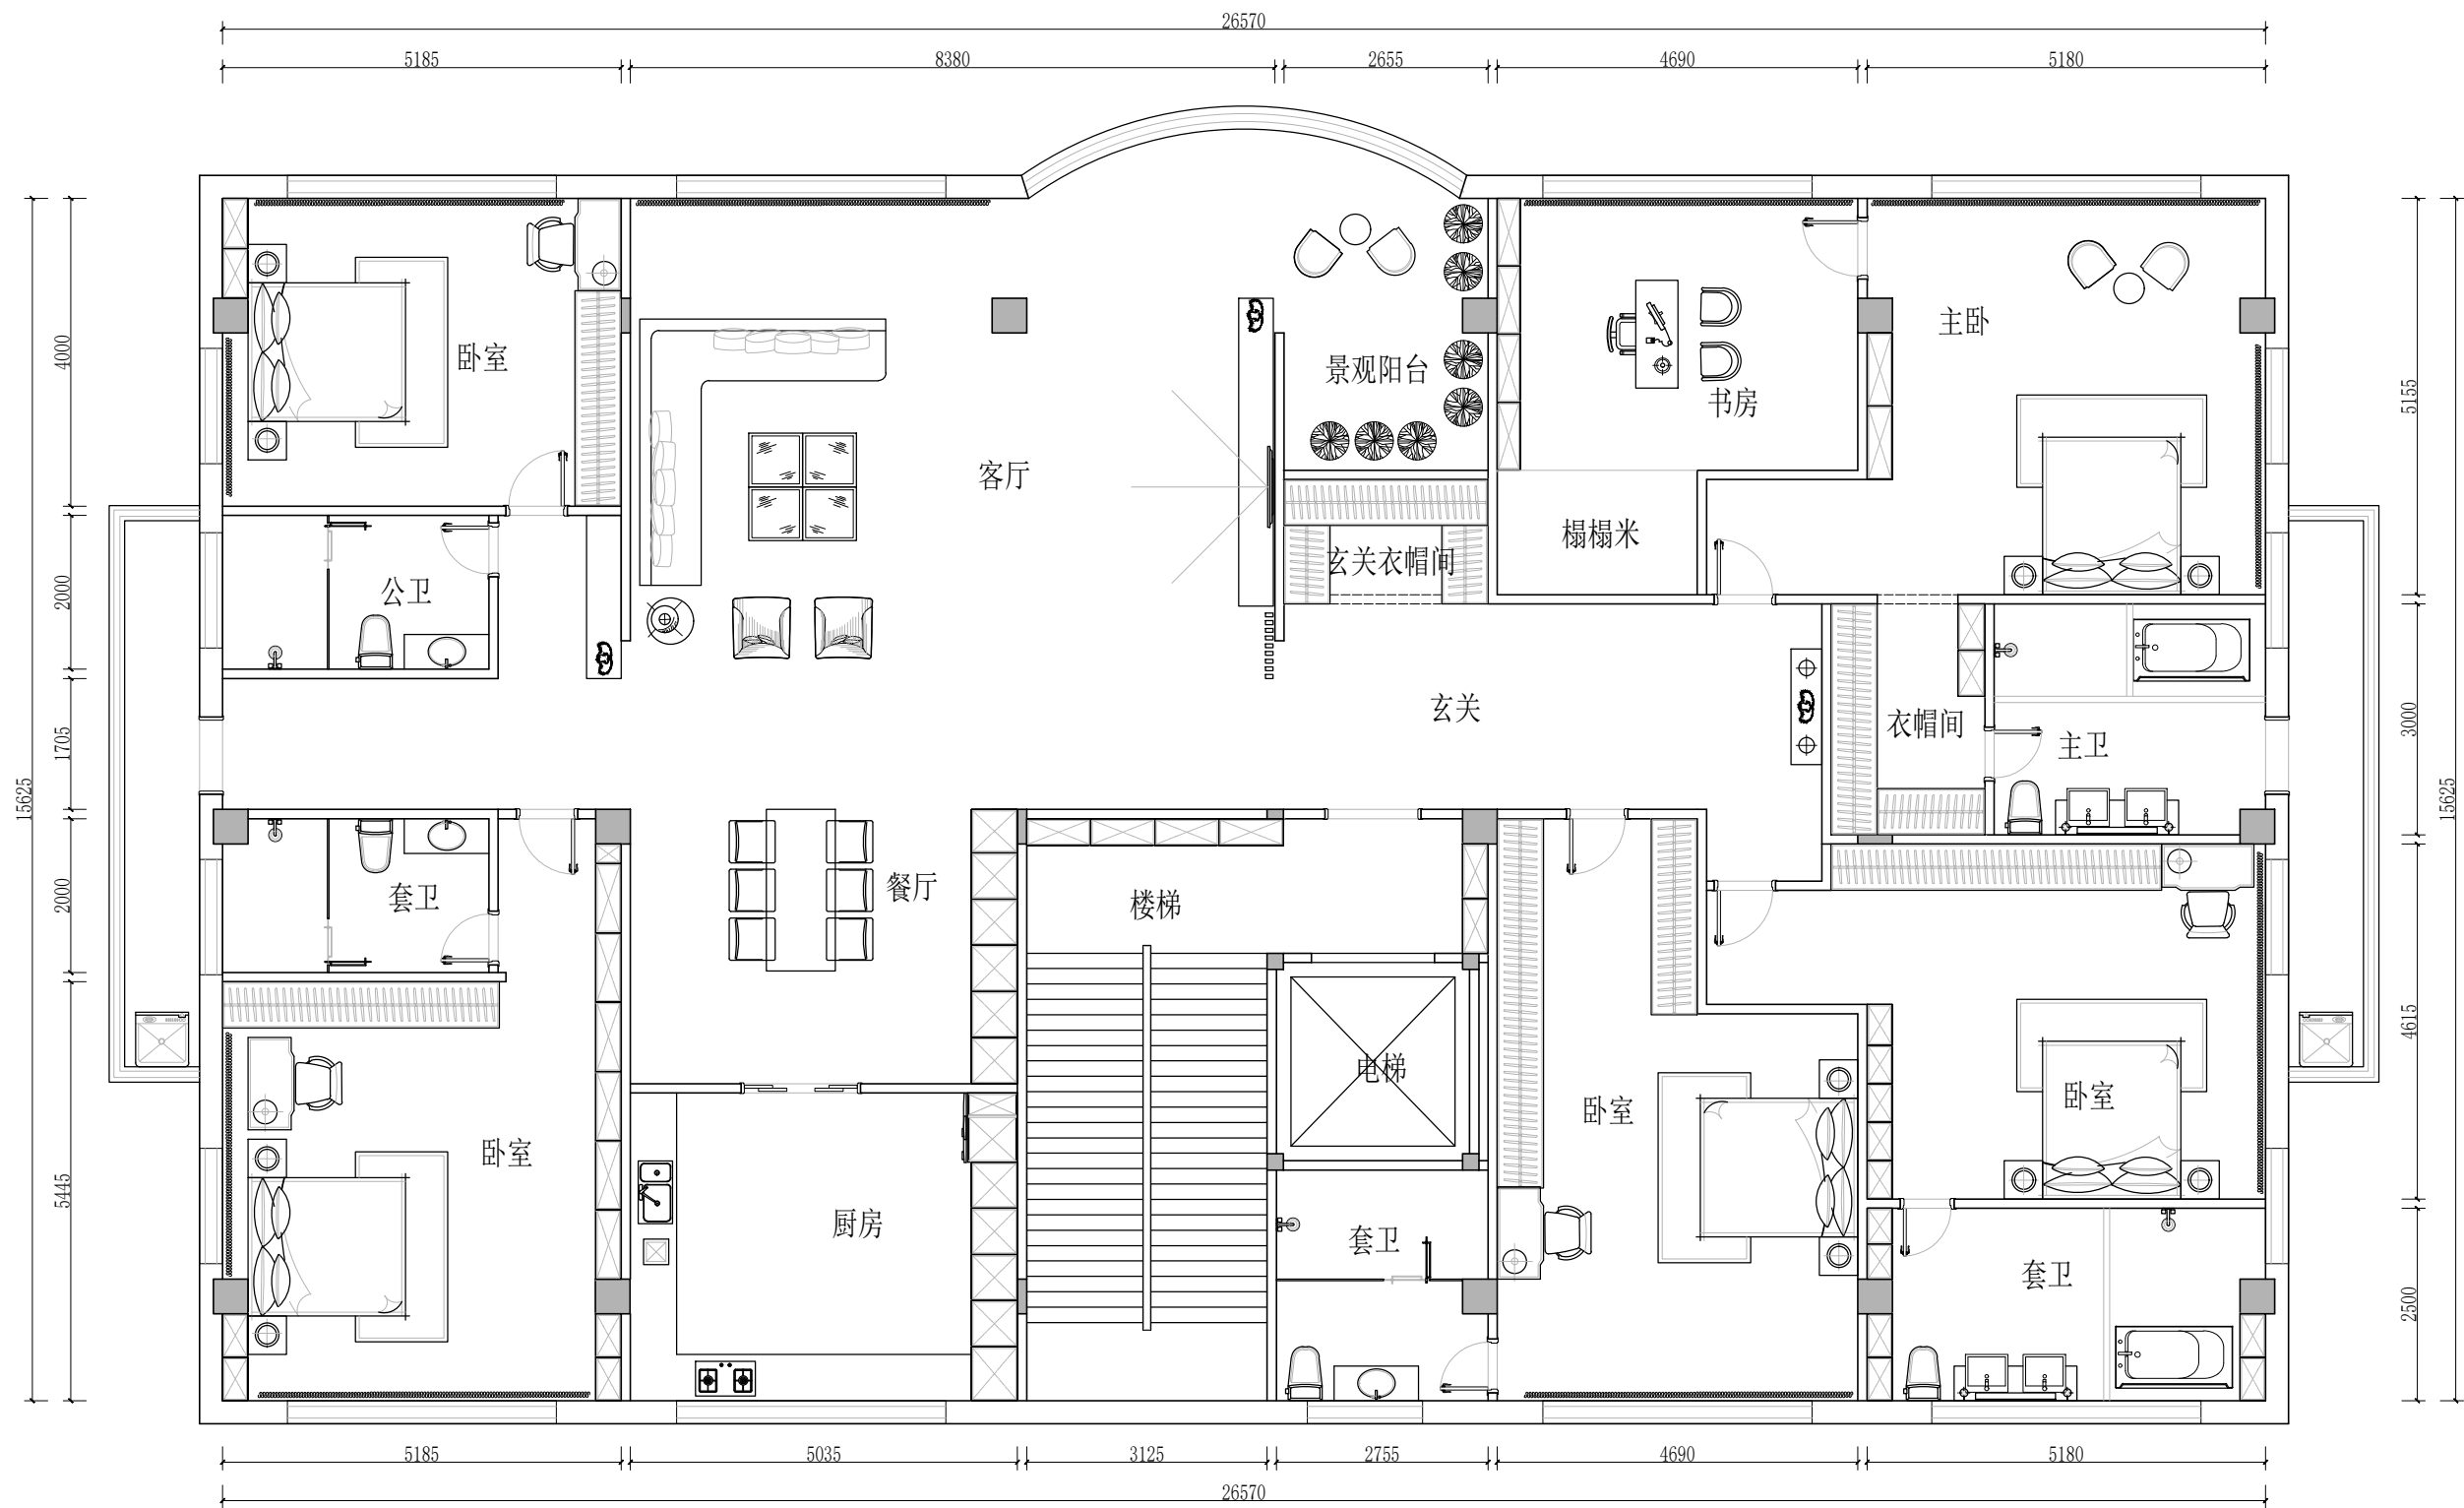 26570
5185
8380
2655
4690
5180
主卧
卧室
景观阳台
4000
5155
书房
客厅
榻榻米
玄关衣帽间
公卫
2000
玄关
衣帽间
主卫
1705
3000
15625
15625
餐厅
套卫
楼梯
2000
电梯
4615
卧室
卧室
卧室
5445
厨房
套卫
套卫
2500
5185
5035
3125
2755
4690
5180
26570